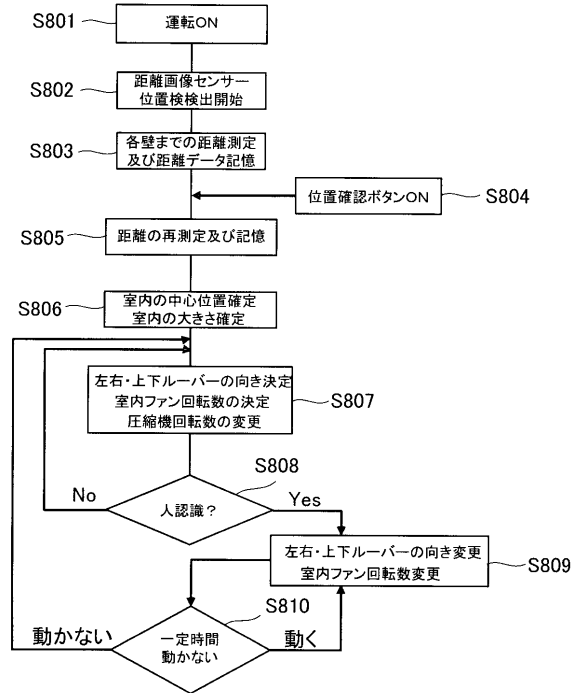 S801
運転ON
S802
距離画像センサー
位置検検出開始
S803
各壁までの距離測定
及び距離データ記憶
位置確認ボタンON
S804
S805
距離の再測定及び記憶
S806
室内の中心位置確定
室内の大きさ確定
左右・上下ルーバーの向き決定
室内ファン回転数の決定
圧縮機回転数の変更
S807
S808
人認識?
No
Yes
左右・上下ルーバーの向き変更
室内ファン回転数変更
S809
S810
一定時間
動かない
動かない
動く